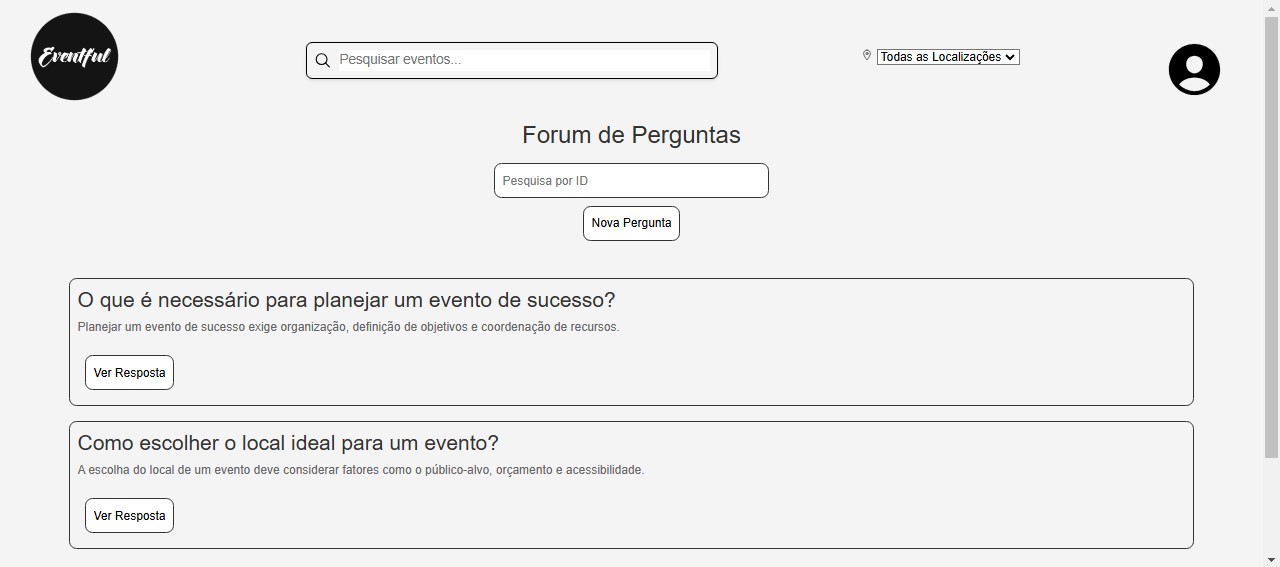 Eventful
Pesquisar eventos...
Todas as Localizações
Forum de Perguntas
Pesquisa por ID
Nova Pergunta
O que é necessário para planejar um evento de sucesso?
Planejar um evento de sucesso exige organização, definição de objetivos e coordenação de recursos.
Ver Resposta
Como escolher o local ideal para um evento?
A escolha do local de um evento deve considerar fatores como o público-alvo, orçamento e acessibilidade.
Ver Resposta